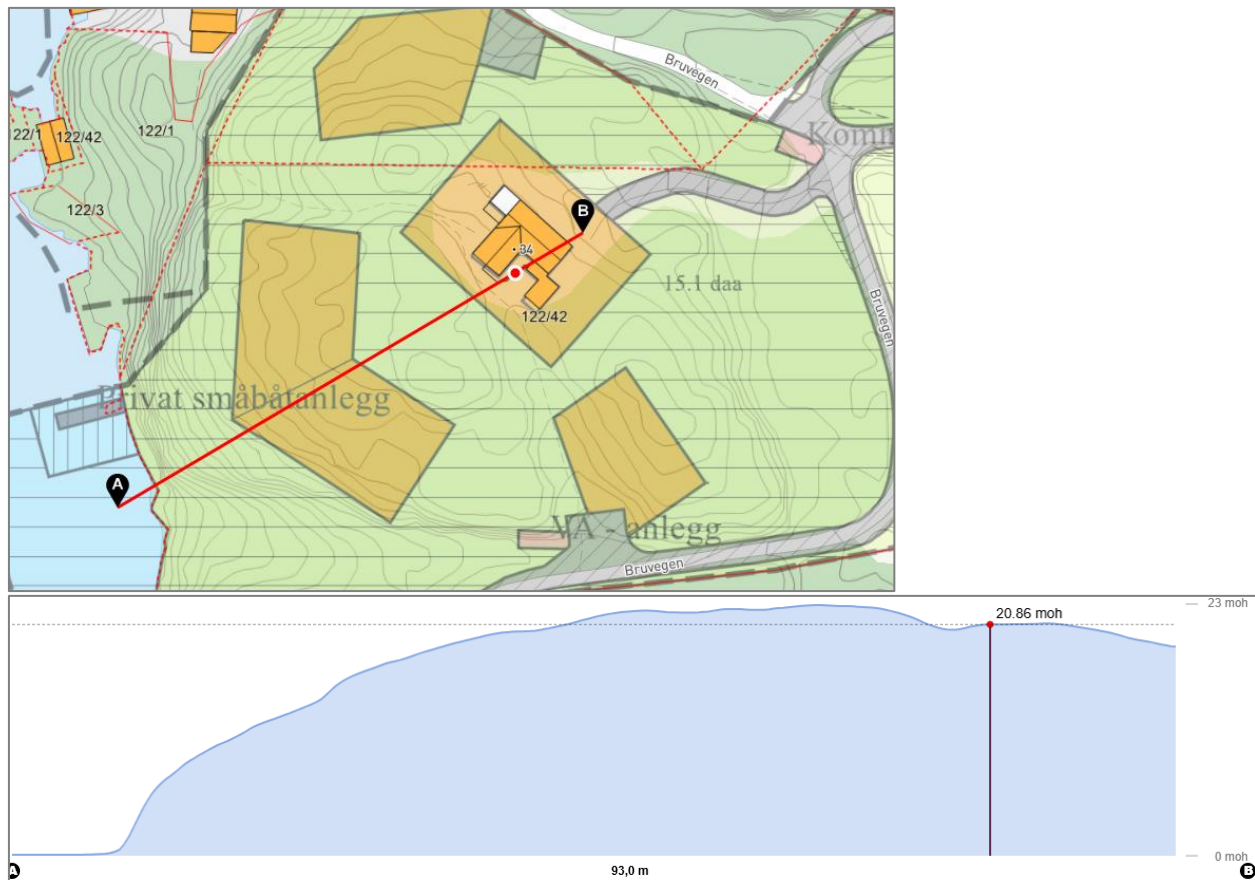 Bruvegen
Komm
22/1
122/42
122/1
122/3
B
34
15.1 daa
122/42
Bruvegen
Privat småbåtanlegg
A
VA - anlegg
Bruvegen
23 moh
20.86 moh
0 moh
A
93,0 m
B